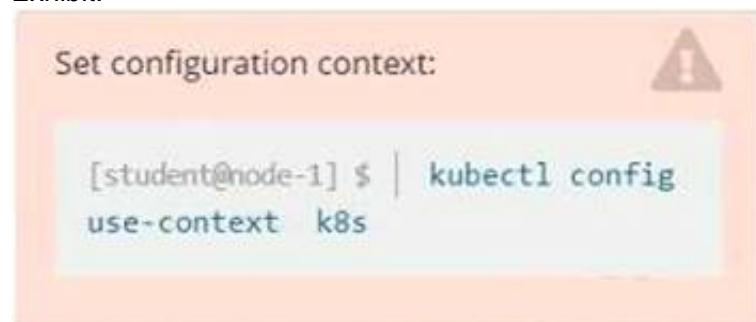 Set configuration context:
[student@node-1] $ | kubectl config
use-context k8s